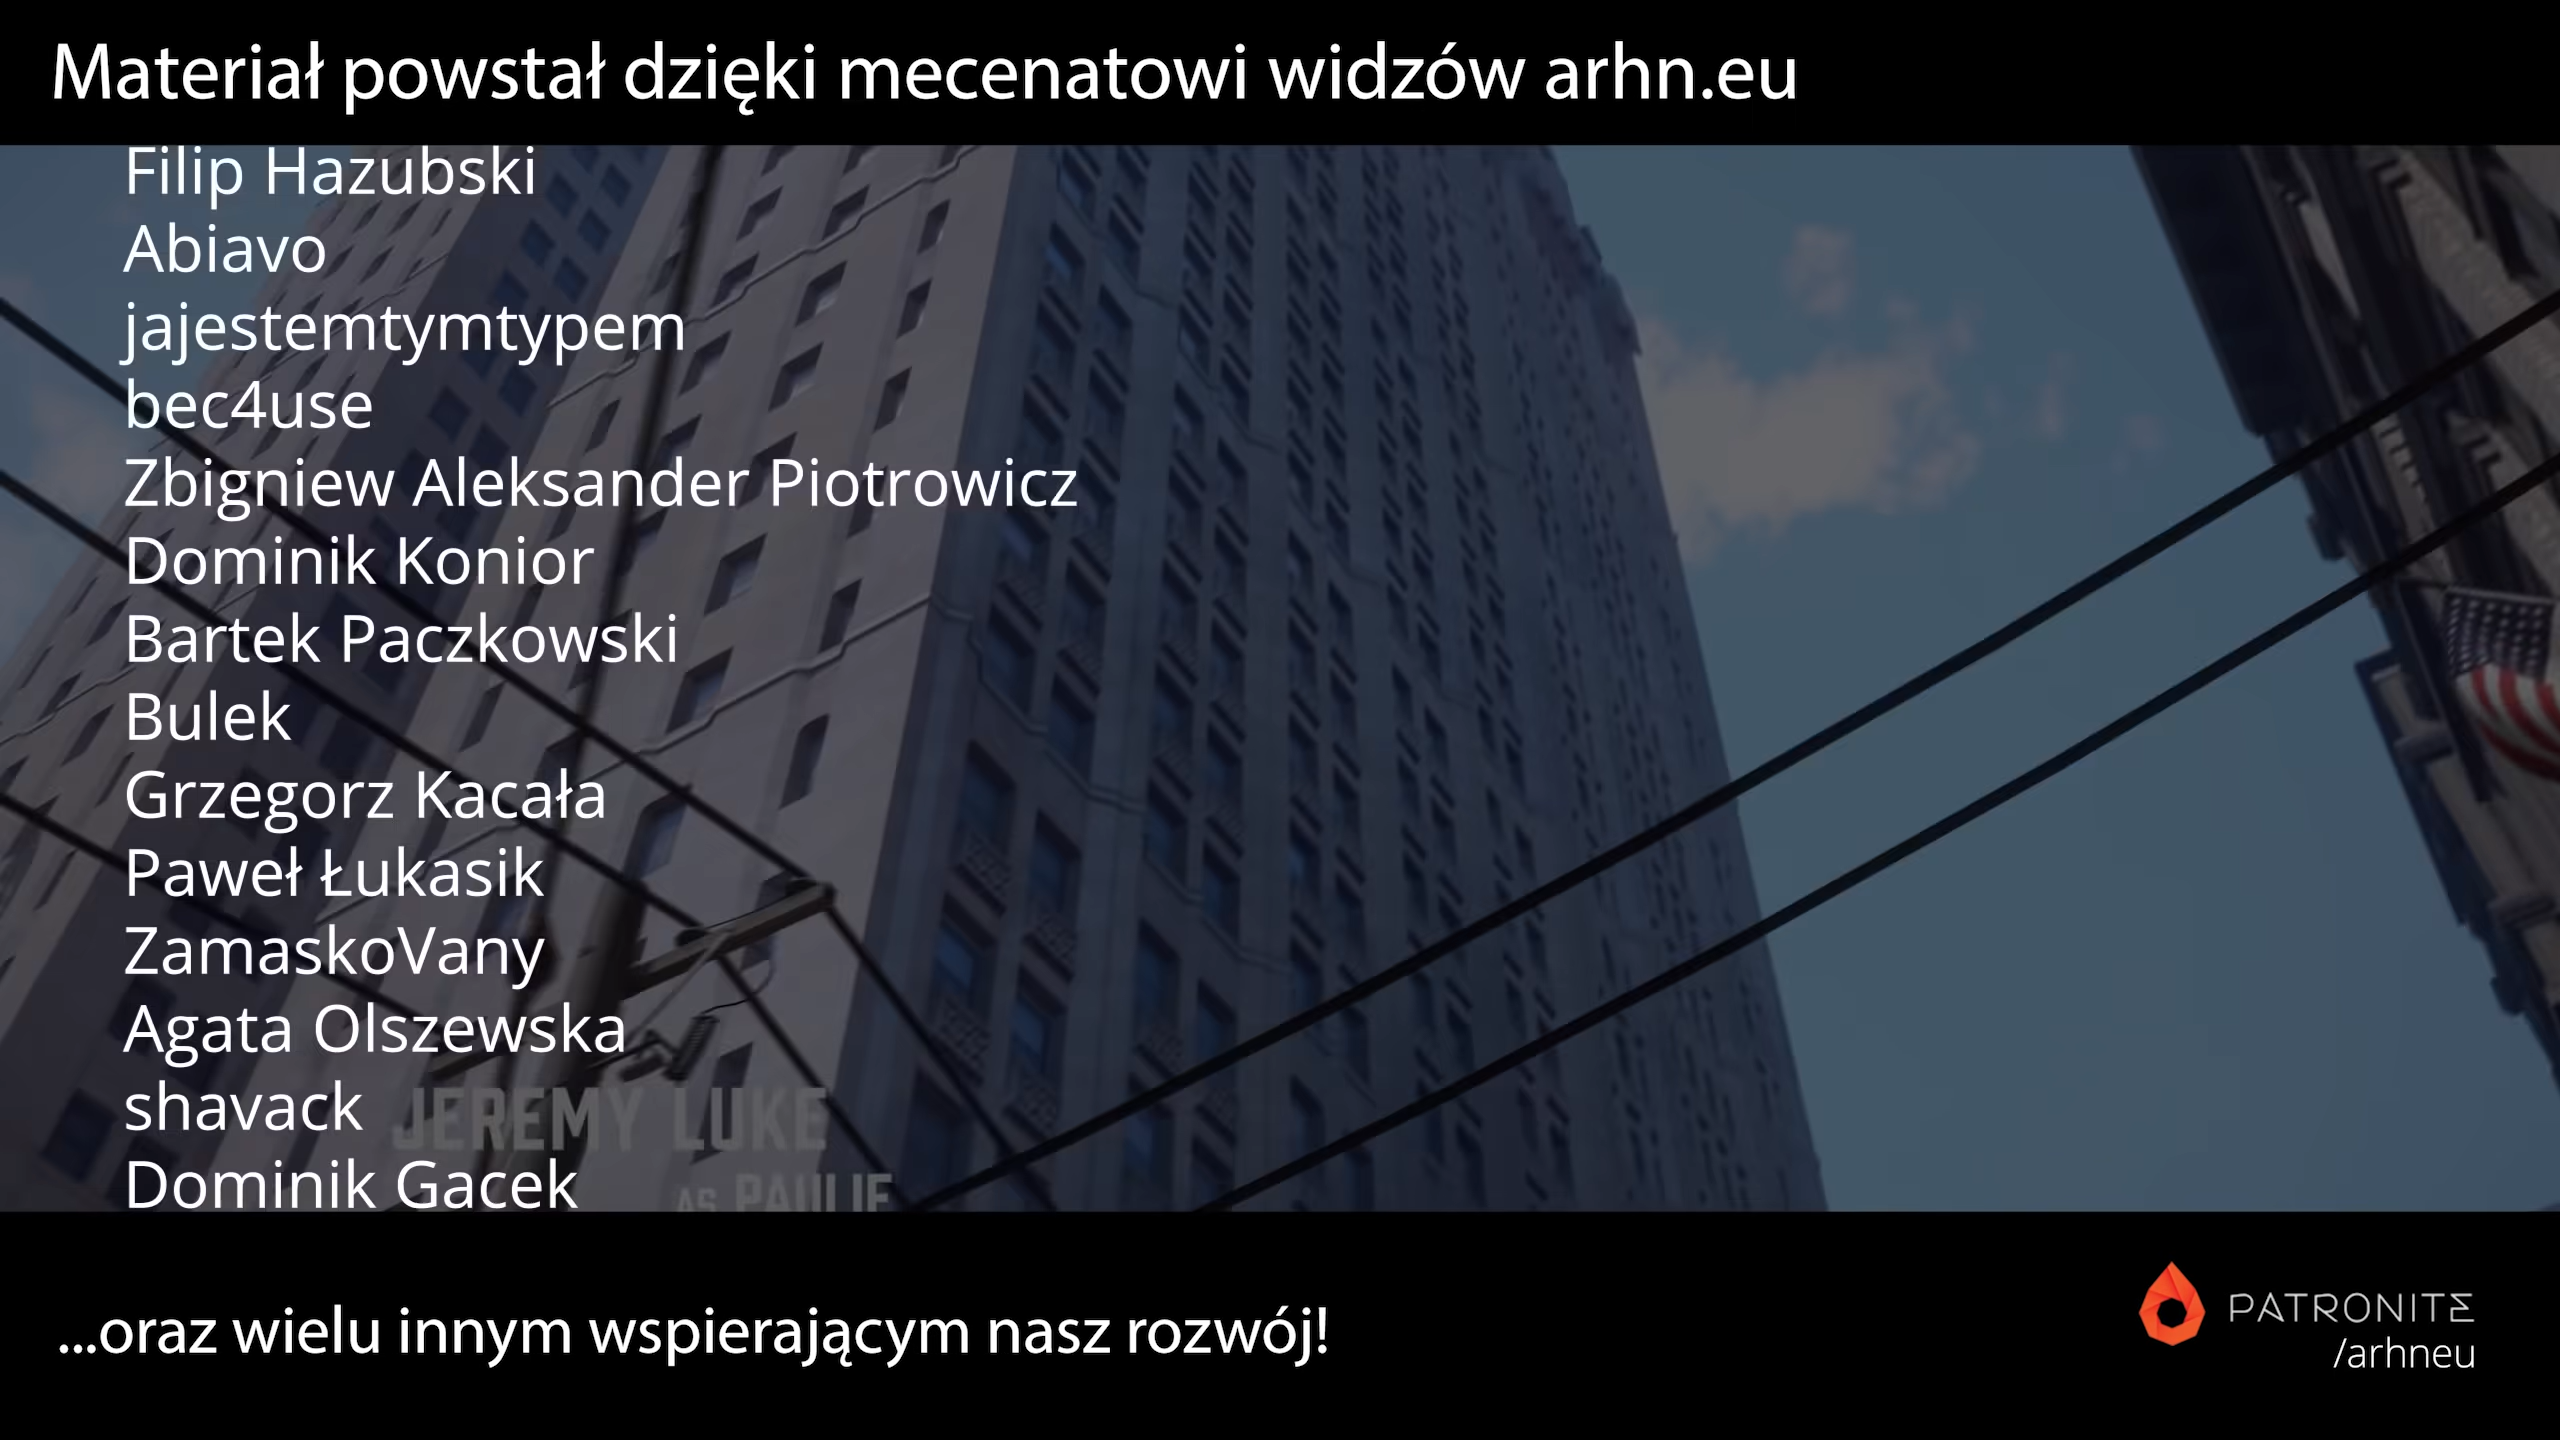 Materiał powstał dzięki mecenatowi widzów arhn.eu
Filip Hazubski
Abiavo
jajestemtymtypem
bec4use
Zbigniew Aleksander Piotrowicz
Dominik Konior
Bartek Paczkowski
Bulek
Grzegorz Kacała
Paweł Łukasik
ZamaskoVany
Agata Olszewska
shavack
JEREMY LUKE
Dominik Gacek
AS PAULIE
...oraz wielu innym wspierającym nasz rozwój!
PATRONITE
/arhneu